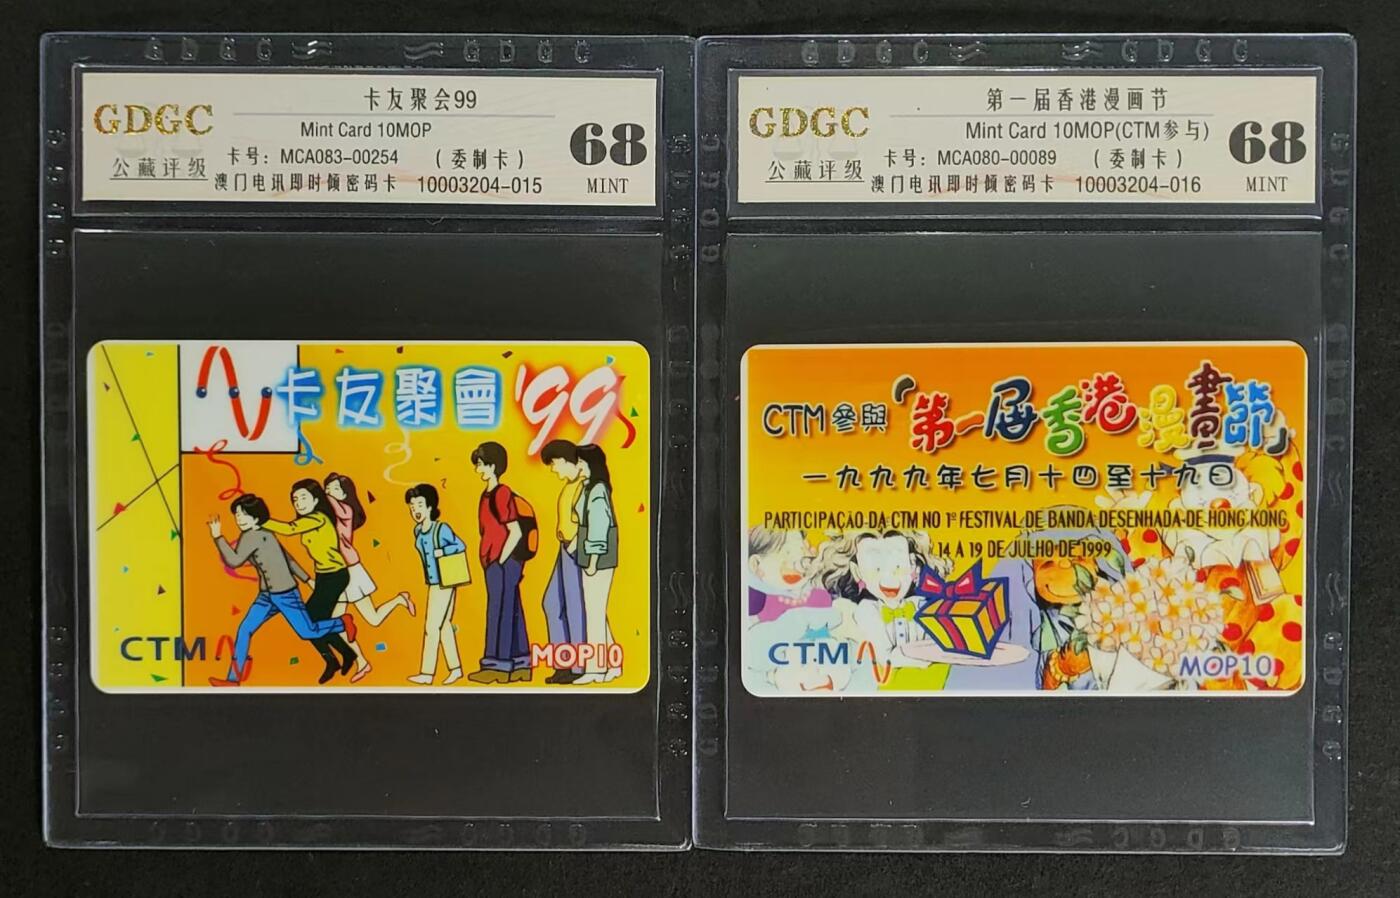 GDGC
公藏评级
卡友聚会99
Mint Card 10MOP
卡号：MCA083-00254 （委制卡）
澳门电讯即时倾密码卡 10003204-015
68
MINT
卡友聚會'99
CTM
MOP10
GDGC
公藏评级
第一届香港漫画节
Mint Card 10MOP(CTM参与)
卡号：MCA080-00089 （委制卡）
澳门电讯即时倾密码卡 10003204-016
68
MINT
CTM參與「第一届香港漫畫節」
一九九九年七月十四至十九日
PARTICIPAÇÃO DA CTM NO 1º FESTIVAL DE BANDA DESENHADA DE HONG KONG
14 A 19 DE JULHO DE 1999
CTM
MOP10